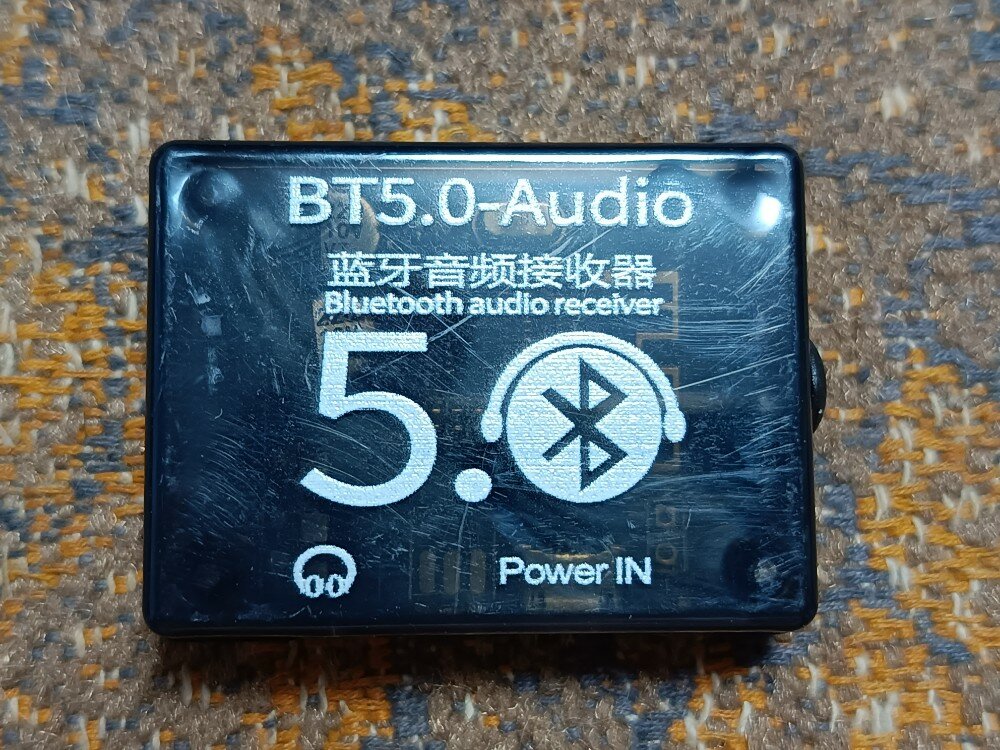 BT5.0-Audio
蓝牙音频接收器
Bluetooth audio receiver
5.0
Power IN